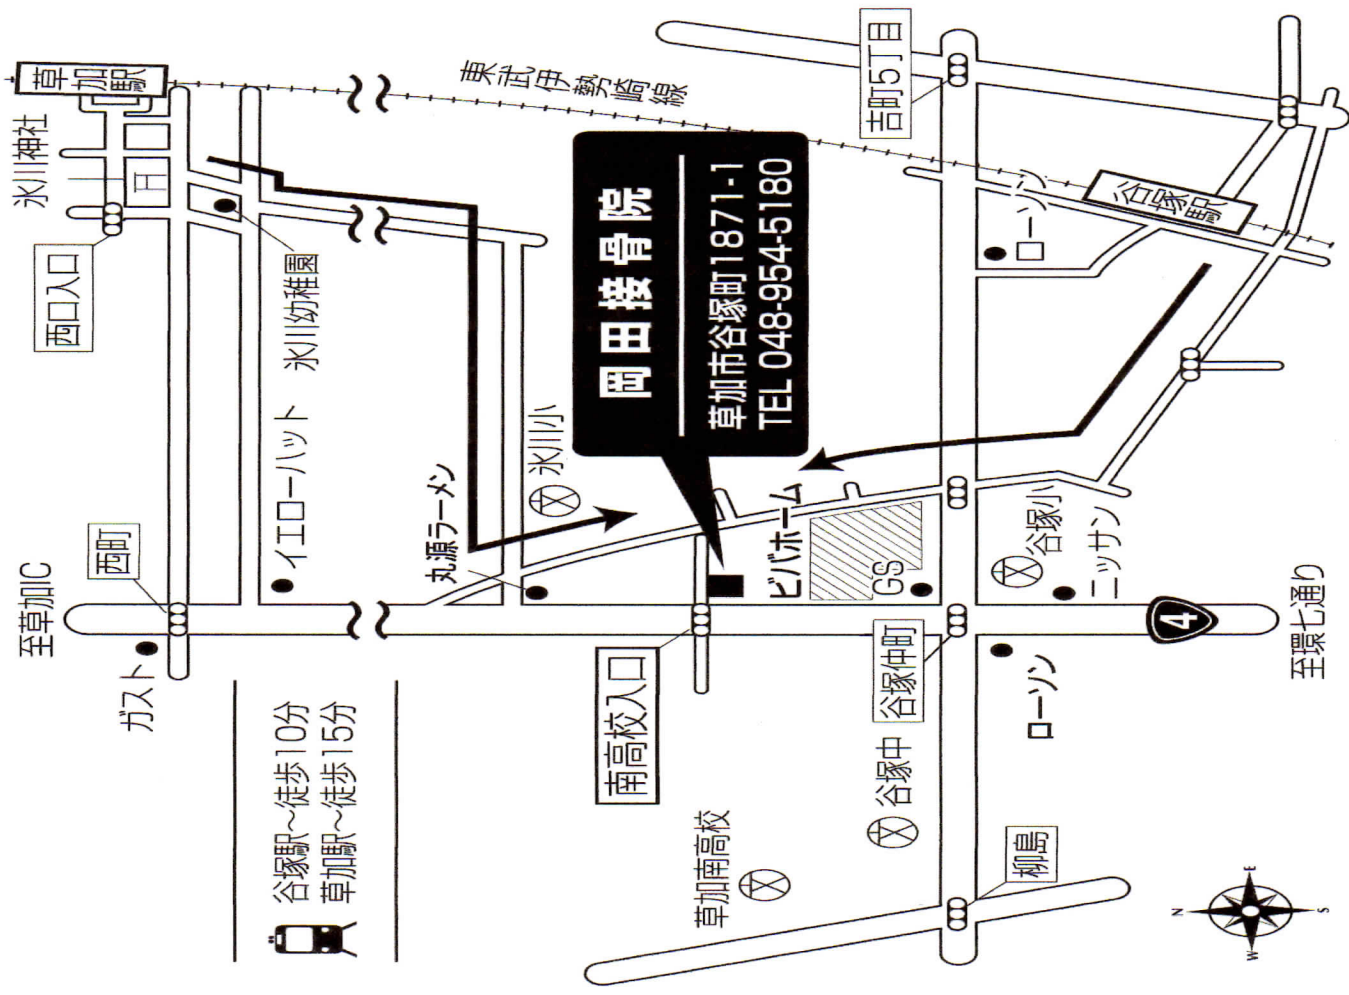 草加駅
氷川神社
西口入口
氷川幼稚園
イエローハット
西町
至草加IC
ガスト
東武伊勢崎線
岡田接骨院
草加市谷塚町1871-1
TEL 048-954-5180
吉町5丁目
谷塚駅
ローソン
文 氷川小
丸源ラーメン
ビバホーム
GS
文 谷塚小
ニッサン
4
至環七通り
南高校入口
谷塚仲町
ローソン
文 谷塚中
草加南高校
文
柳島
谷塚駅~徒歩10分
草加駅~徒歩15分
N
E
S
W